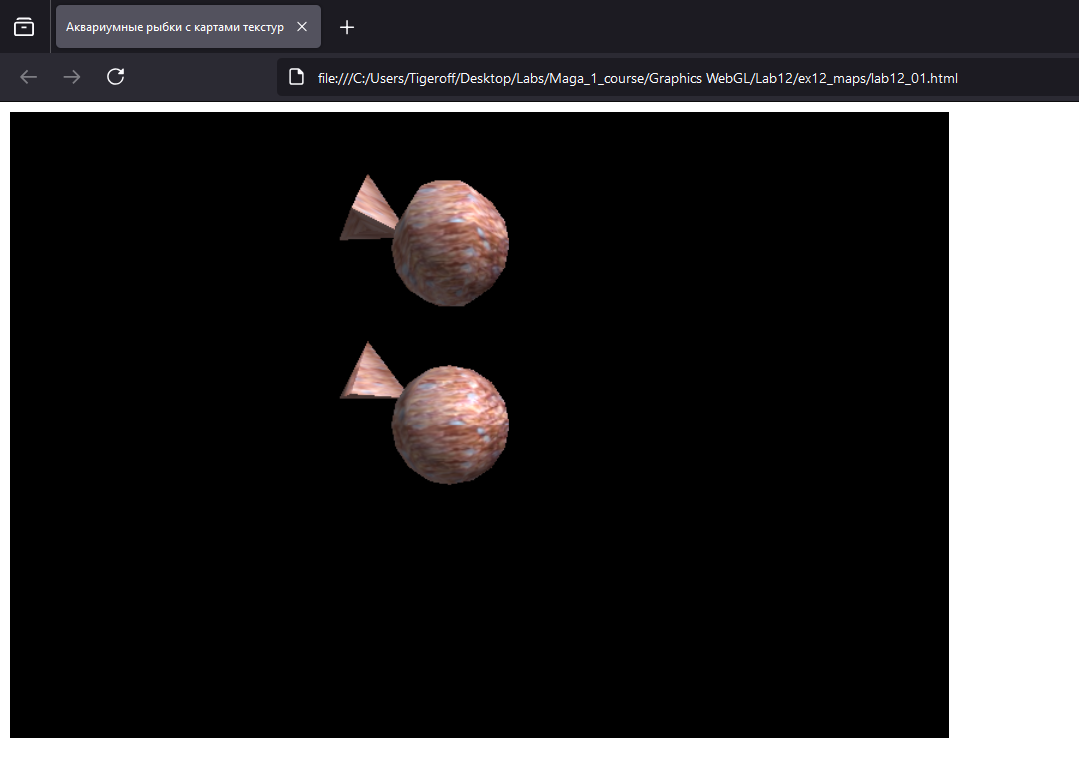 Аквариумные рыбки с картами текстур
file:///C:/Users/Tigeroff/Desktop/Labs/Maga_1_course/Graphics WebGL/Lab12/ex12_maps/lab12_01.html